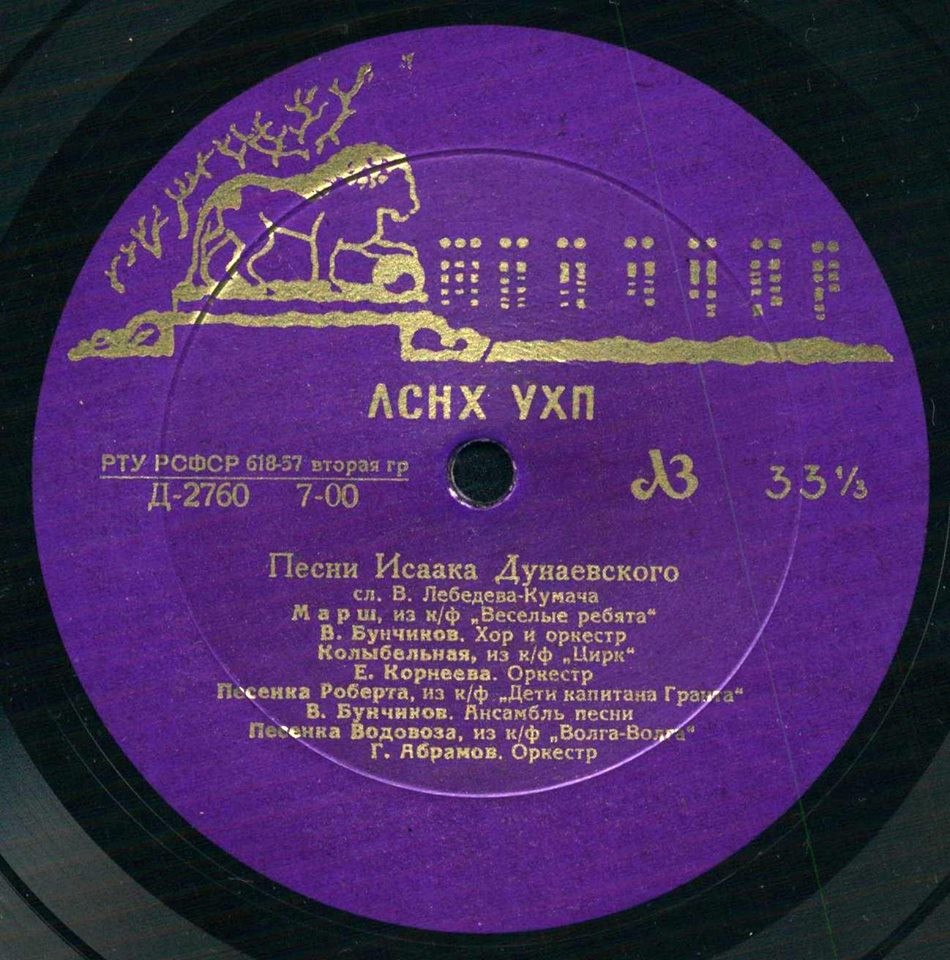 ЛСНХ УХП
РТУ РСФСР 618-57 вторая гр
Д-2760 7-00
33⅓
Песни Исаака Дунаевского
сл. В. Лебедева-Кумача
Марш, из к/ф „Веселые ребята“
В. Бунчиков. Хор и оркестр
Колыбельная, из к/ф „Цирк“
Е. Корнеева. Оркестр
Песенка Роберта, из к/ф „Дети капитана Гранта“
В. Бунчиков. Ансамбль песни
Песенка Водовоза, из к/ф „Волга-Волга“
Г. Абрамов. Оркестр